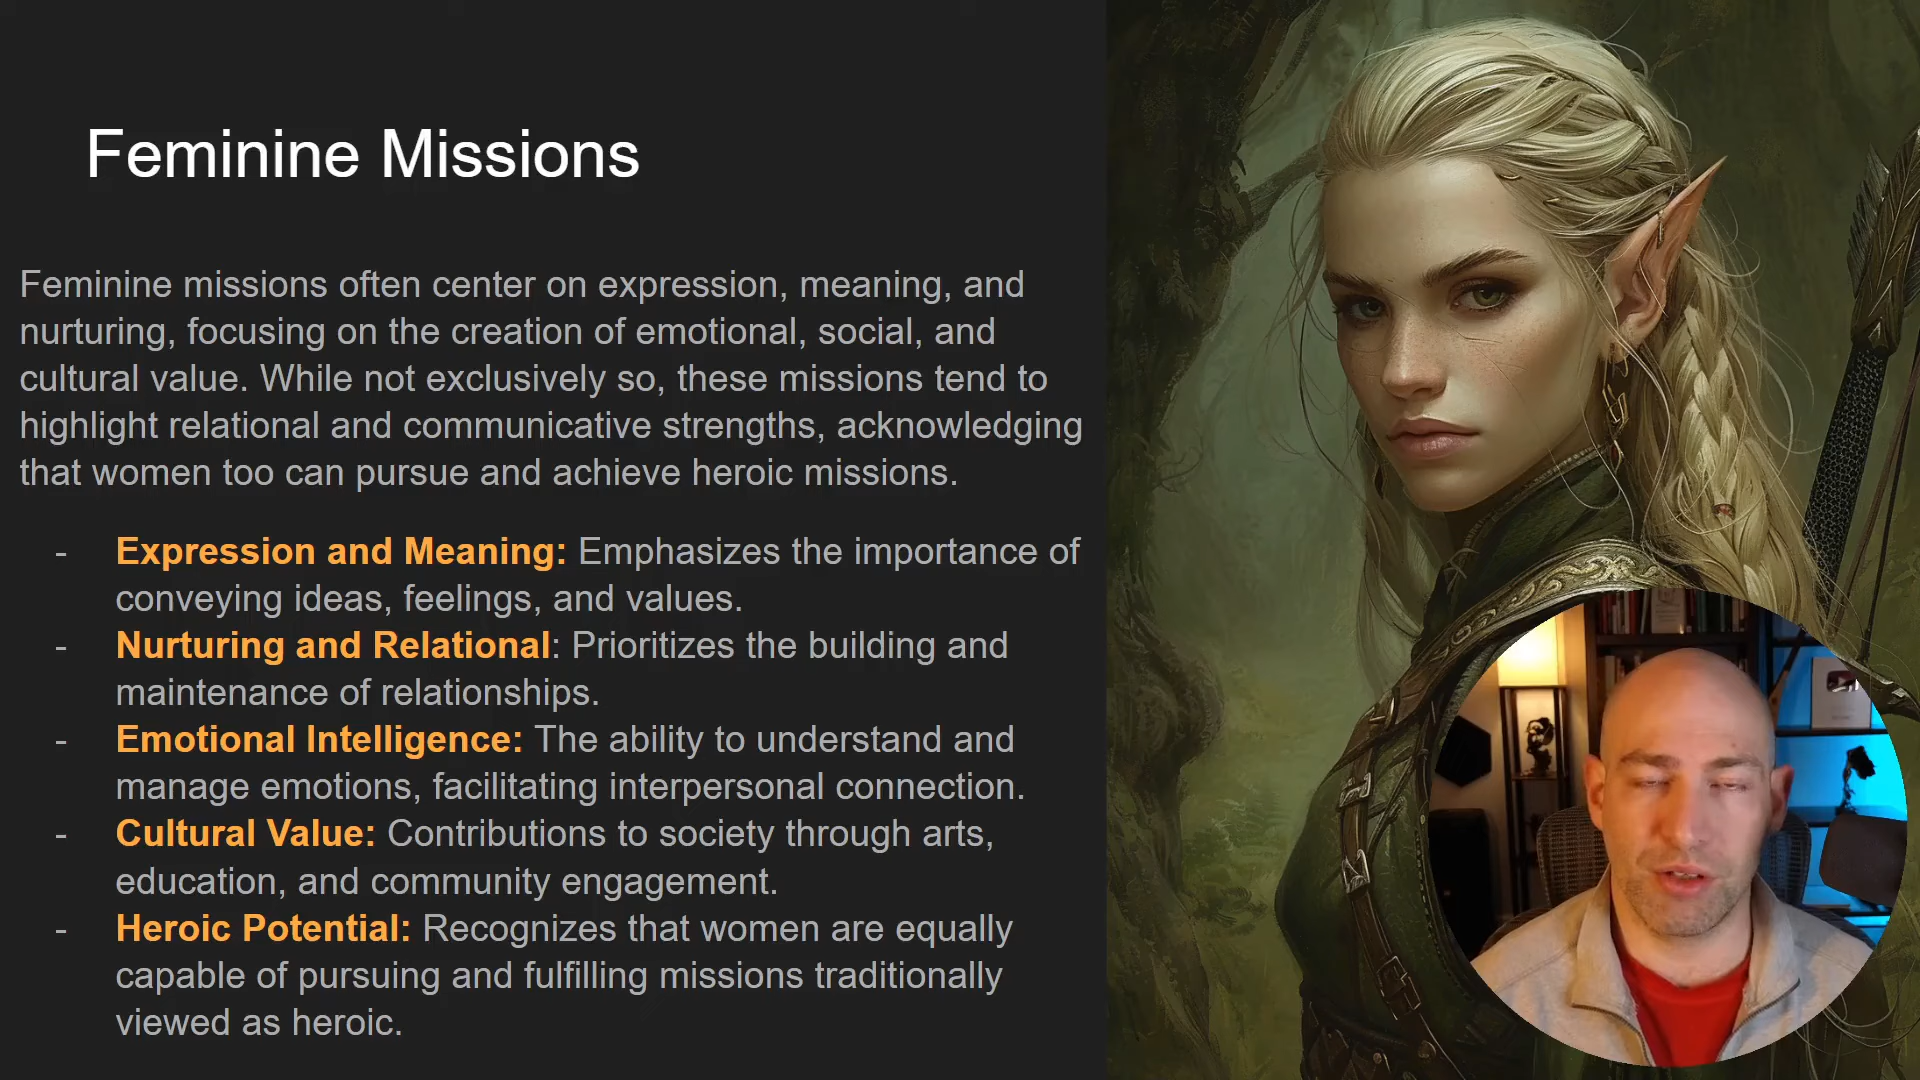 Feminine Missions
Feminine missions often center on expression, meaning, and
nurturing, focusing on the creation of emotional, social, and
cultural value. While not exclusively so, these missions tend to
highlight relational and communicative strengths, acknowledging
that women too can pursue and achieve heroic missions.
- Expression and Meaning: Emphasizes the importance of
conveying ideas, feelings, and values.
- Nurturing and Relational: Prioritizes the building and
maintenance of relationships.
- Emotional Intelligence: The ability to understand and
manage emotions, facilitating interpersonal connection.
- Cultural Value: Contributions to society through arts,
education, and community engagement.
- Heroic Potential: Recognizes that women are equally
capable of pursuing and fulfilling missions traditionally
viewed as heroic.